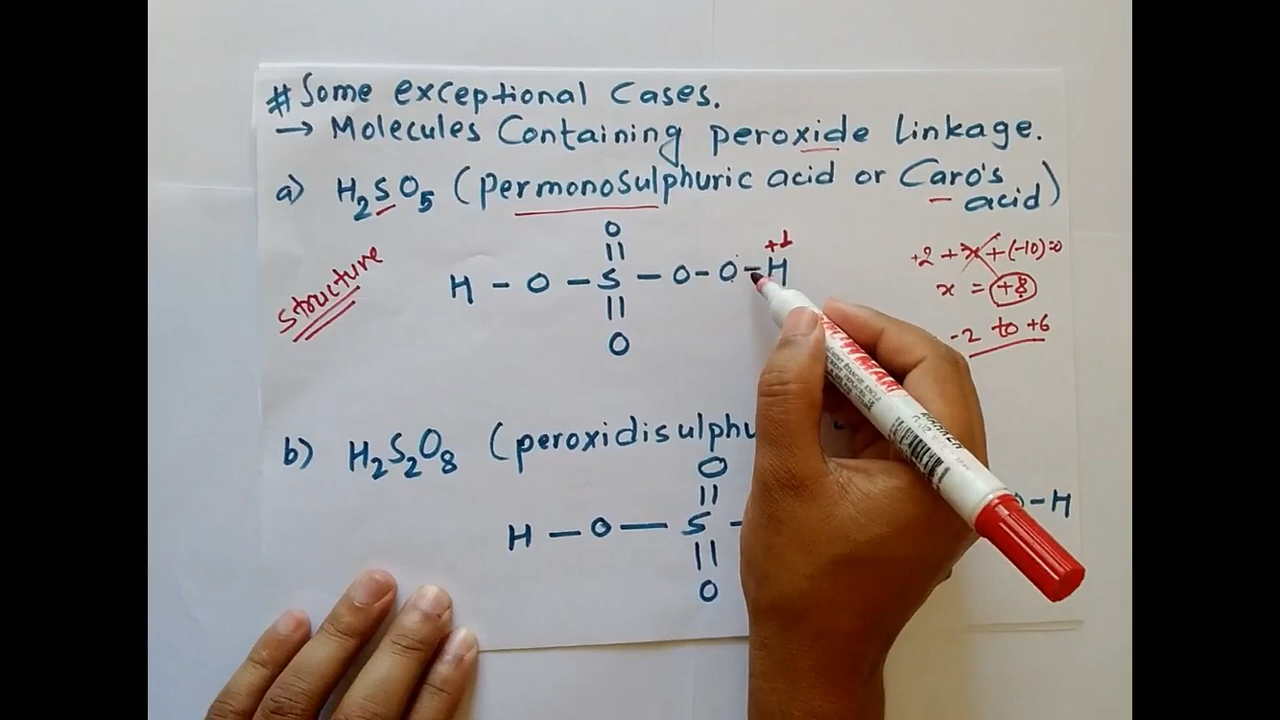 # Some exceptional Cases.
→ Molecules Containing peroxide linkage.
a) H₂SO₅ (permonosulphuric acid or Caro's acid)
structure
O
||
H – O – S – O – O – H
||
O
+1
+2 + x + (-10)=0
x = +8
-2 to +6
b) H₂S₂O₈ (peroxidisulphu
O
||
H – O – S –
||
O
O – H